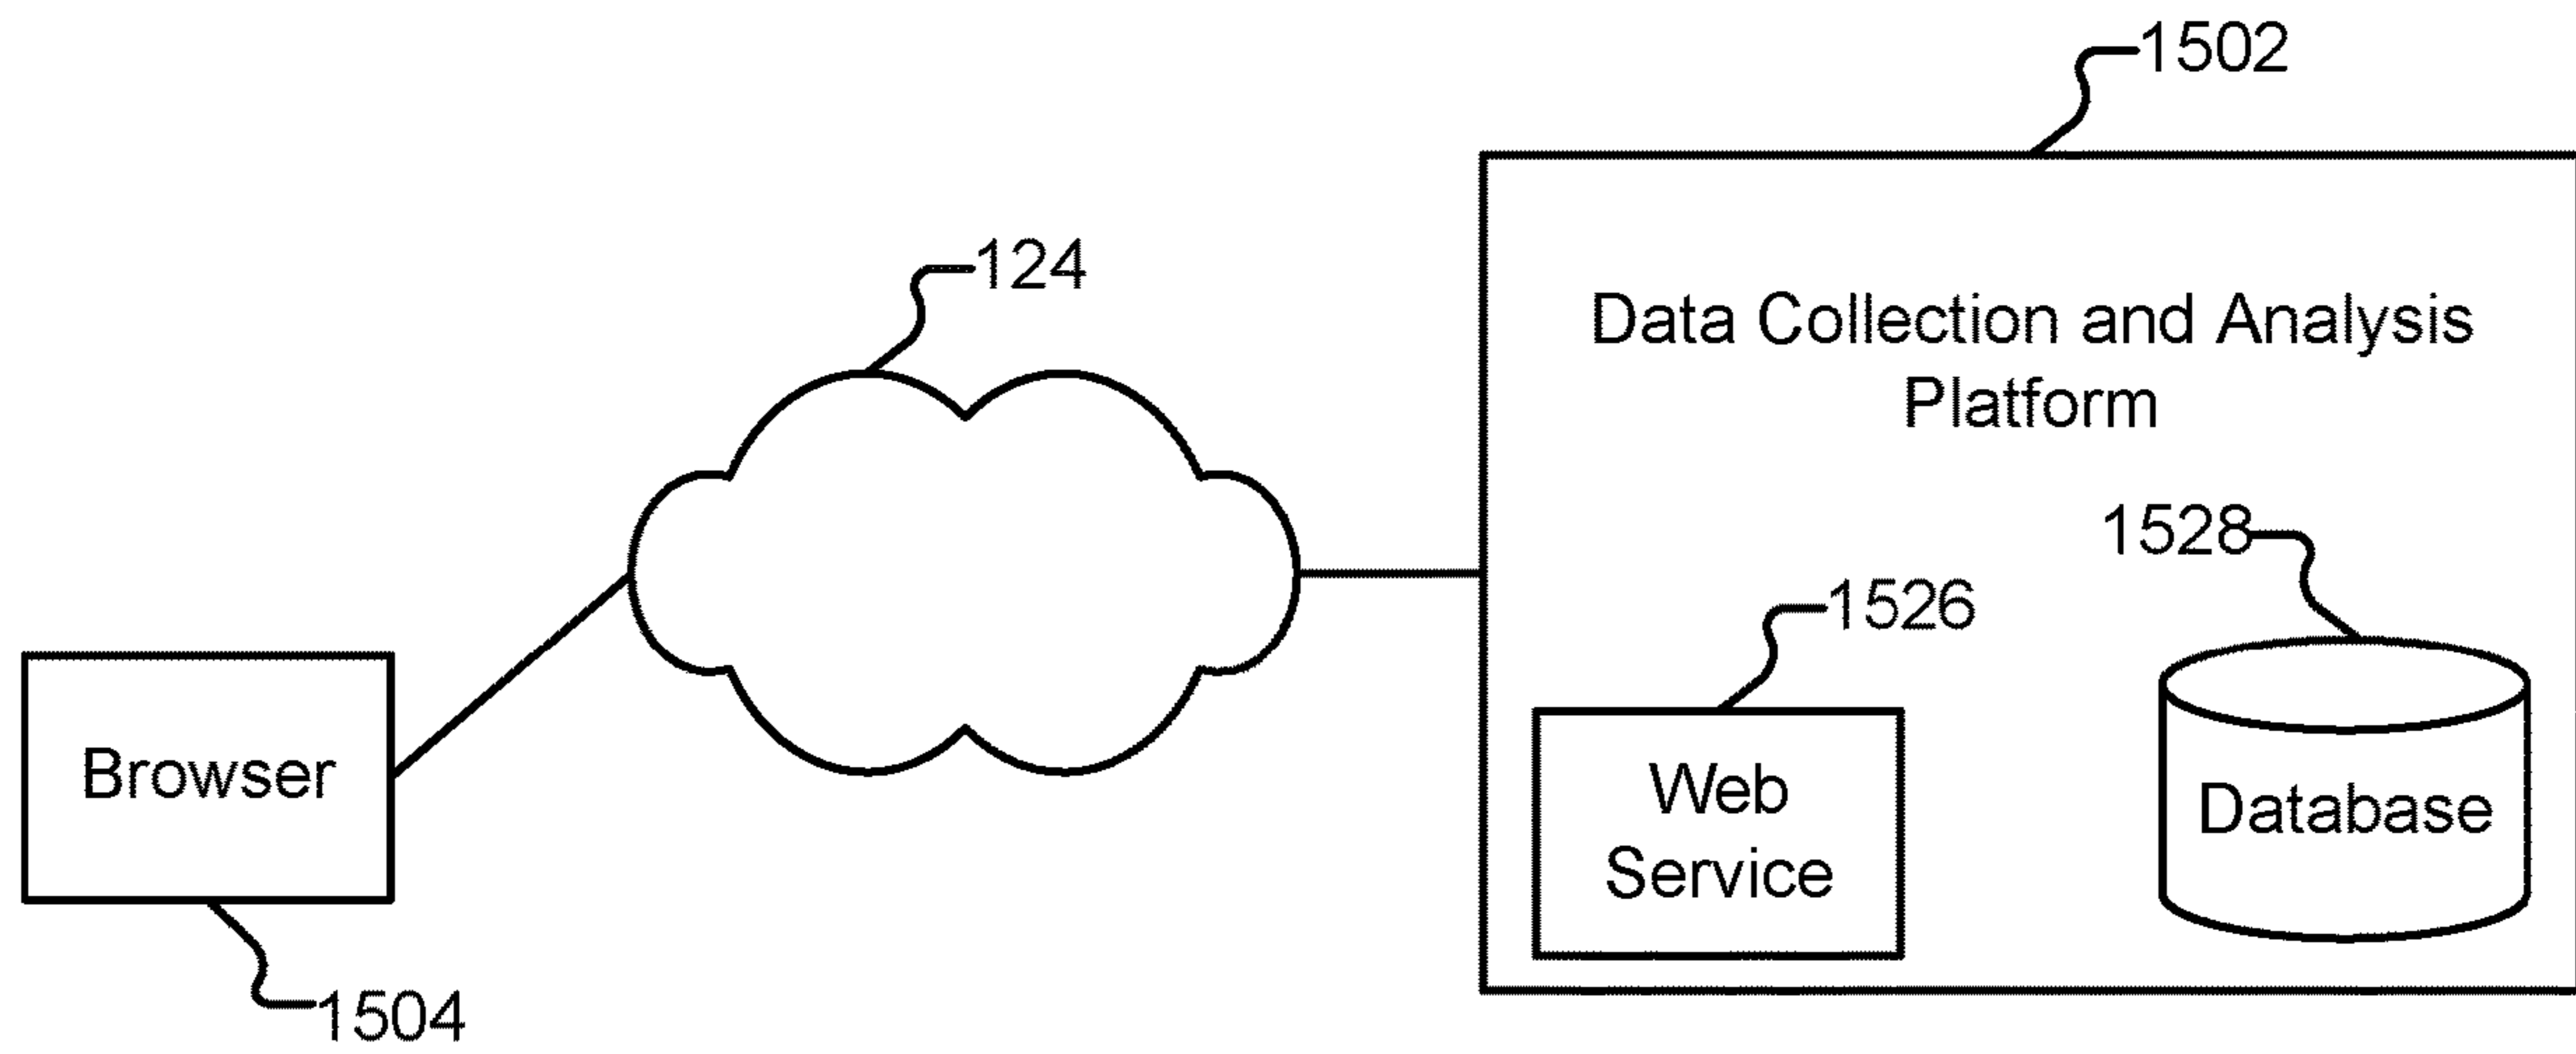 1502
124
Data Collection and Analysis
Platform
1528
1526
Browser
Web
Service
Database
1504